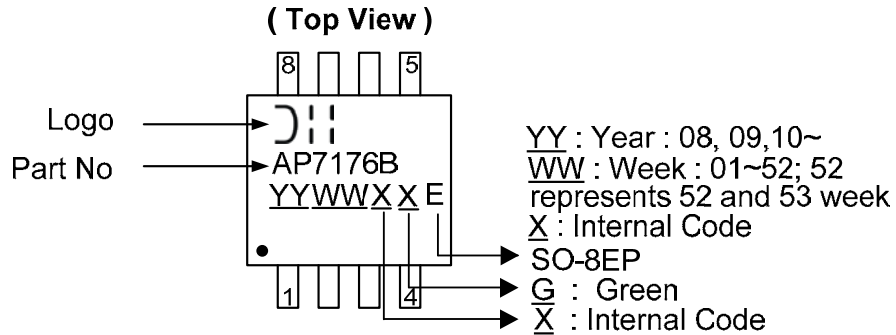 ( Top View )
8 5
Logo
Part No
AP7176B
YYWWX X E
1 4
YY : Year : 08, 09,10~
WW : Week : 01~52; 52
represents 52 and 53 week
X : Internal Code
SO-8EP
G : Green
X : Internal Code